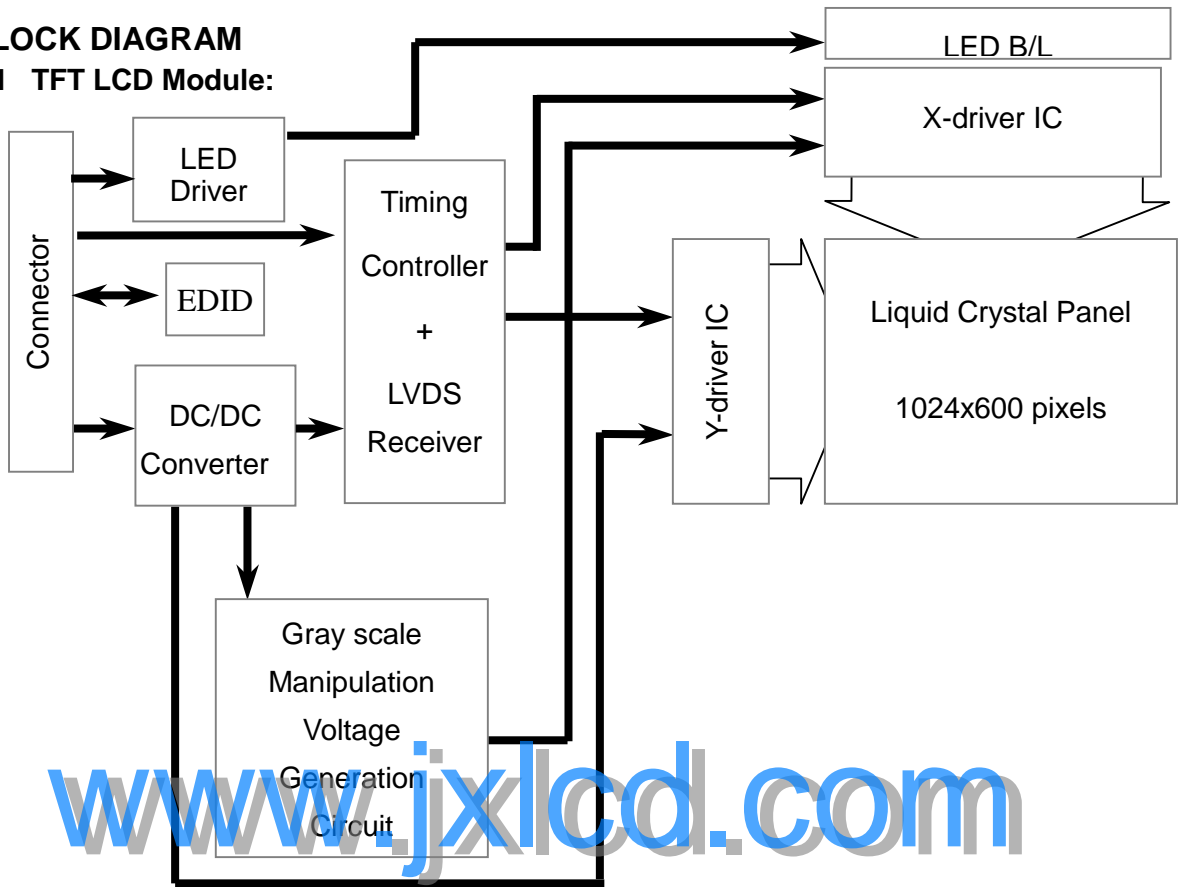 LOCK DIAGRAM
TFT LCD Module:
LED B/L
X-driver IC
LED
Driver
Timing
Controller
+
LVDS
Receiver
Connector
EDID
DC/DC
Converter
Y-driver IC
Liquid Crystal Panel
1024x600 pixels
Gray scale
Manipulation
Voltage
Generation
Circuit
www.jxlcd.com